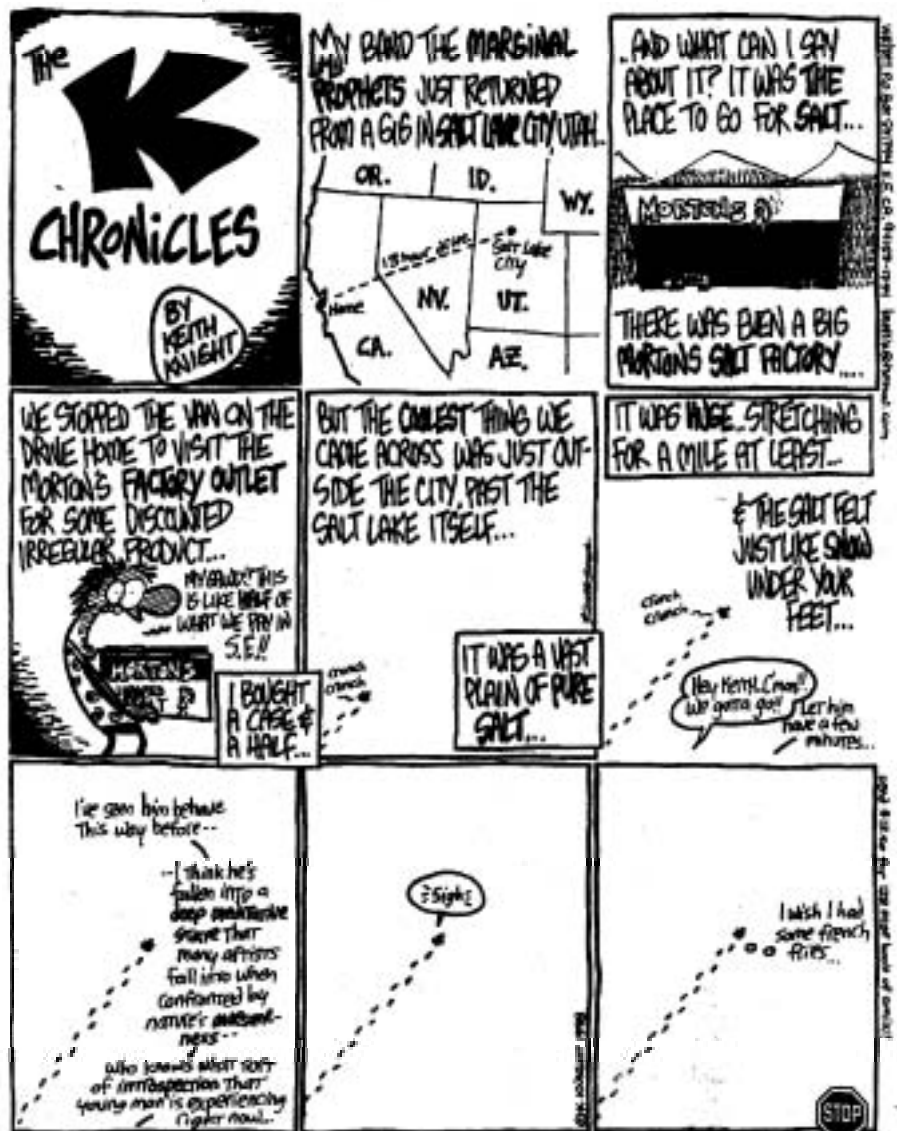 The
K
CHRONICLES
BY
KEITH
KNIGHT
MY BAND THE MARGINAL
PROPHETS JUST RETURNED
FROM A GIG IN SALT LAKE CITY, UTAH...
OR.
ID.
WY.
13 hour drive
Salt Lake
City
Home
NV.
UT.
CA.
AZ.
..AND WHAT CAN I SAY
ABOUT IT? IT WAS THE
PLACE TO GO FOR SALT...
MORTONS
THERE WAS EVEN A BIG
MORTONS SALT FACTORY....
WE STOPPED THE VAN ON THE
DRIVE HOME TO VISIT THE
MORTON'S FACTORY OUTLET
FOR SOME DISCOUNTED
IRREGULAR PRODUCT...
MY GAWD! THIS
IS LIKE HALF OF
WHAT WE PAY IN
S.F.!!
MORTON'S
I BOUGHT
A CASE &
A HALF...
BUT THE COOLEST THING WE
CAME ACROSS WAS JUST OUT-
SIDE THE CITY, PAST THE
SALT LAKE ITSELF...
crunch
crunch
IT WAS A VAST
PLAIN OF PURE
SALT...
IT WAS HUGE..STRETCHING
FOR A MILE AT LEAST...
& THE SALT FELT
JUST LIKE SNOW
UNDER YOUR
FEET...
crunch
crunch
Hey Keith..C'mon!!
We gotta go!!
Let him
have a few
minutes...
I've seen him behave
This way before--
--I think he's
fallen into a
deep meditative
state that
many artists
fall into when
confronted by
nature's awesome-
ness--
who knows what sort
of introspection that
young man is experiencing
right now...
Sigh
I wish I had
some french
fries...
STOP